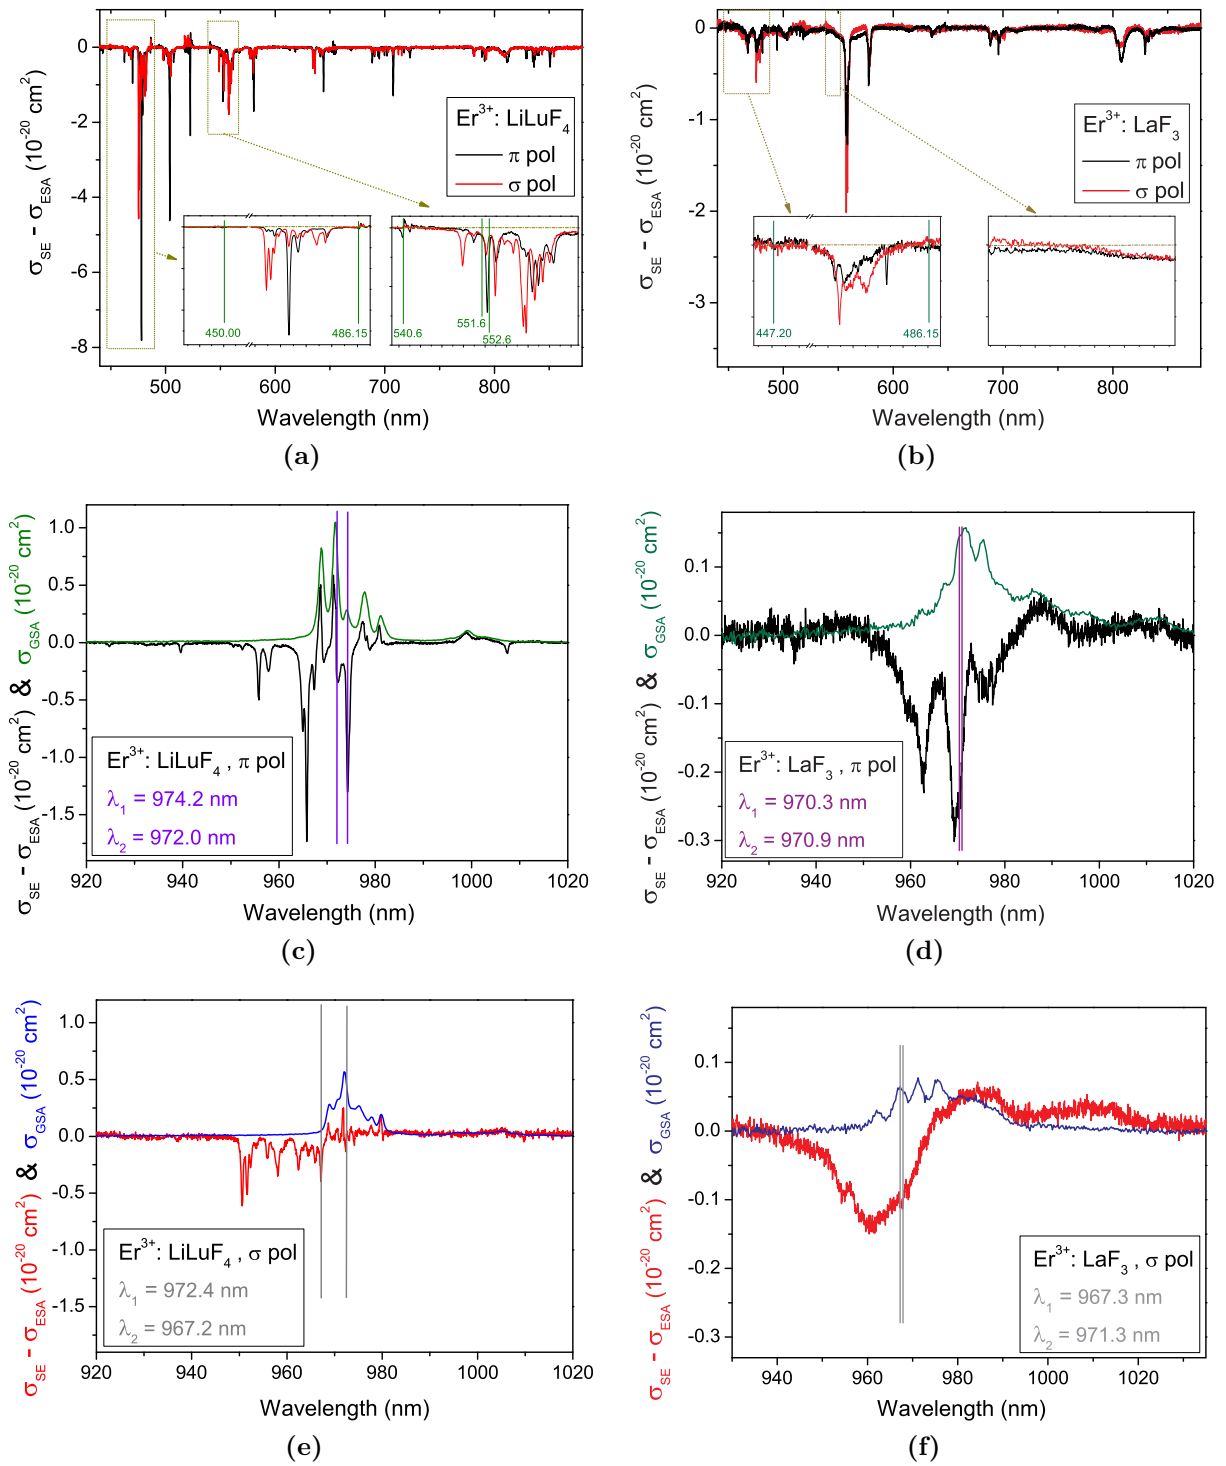 σSE - σESA (10-20 cm2)
0
-2
-4
-6
-8
Er3+: LiLuF4
π pol
σ pol
450.00
486.15
540.6
551.6
552.6
500
600
700
800
Wavelength (nm)
(a)
σSE - σESA (10-20 cm2)
0
-1
-2
-3
Er3+: LaF3
π pol
σ pol
447.20
486.15
500
600
700
800
Wavelength (nm)
(b)
σSE - σESA (10-20 cm2) & σGSA (10-20 cm2)
1.0
0.5
0.0
-0.5
-1.0
-1.5
Er3+: LiLuF4 , π pol
λ1 = 974.2 nm
λ2 = 972.0 nm
920
940
960
980
1000
1020
Wavelength (nm)
(c)
σSE - σESA (10-20 cm2) & σGSA (10-20 cm2)
0.1
0.0
-0.1
-0.2
-0.3
Er3+: LaF3 , π pol
λ1 = 970.3 nm
λ2 = 970.9 nm
920
940
960
980
1000
1020
Wavelength (nm)
(d)
σSE - σESA (10-20 cm2) & σGSA (10-20 cm2)
1.0
0.5
0.0
-0.5
-1.0
-1.5
Er3+: LiLuF4 , σ pol
λ1 = 972.4 nm
λ2 = 967.2 nm
920
940
960
980
1000
1020
Wavelength (nm)
(e)
σSE - σESA (10-20 cm2) & σGSA (10-20 cm2)
0.1
0.0
-0.1
-0.2
-0.3
Er3+: LaF3 , σ pol
λ1 = 967.3 nm
λ2 = 971.3 nm
940
960
980
1000
1020
Wavelength (nm)
(f)